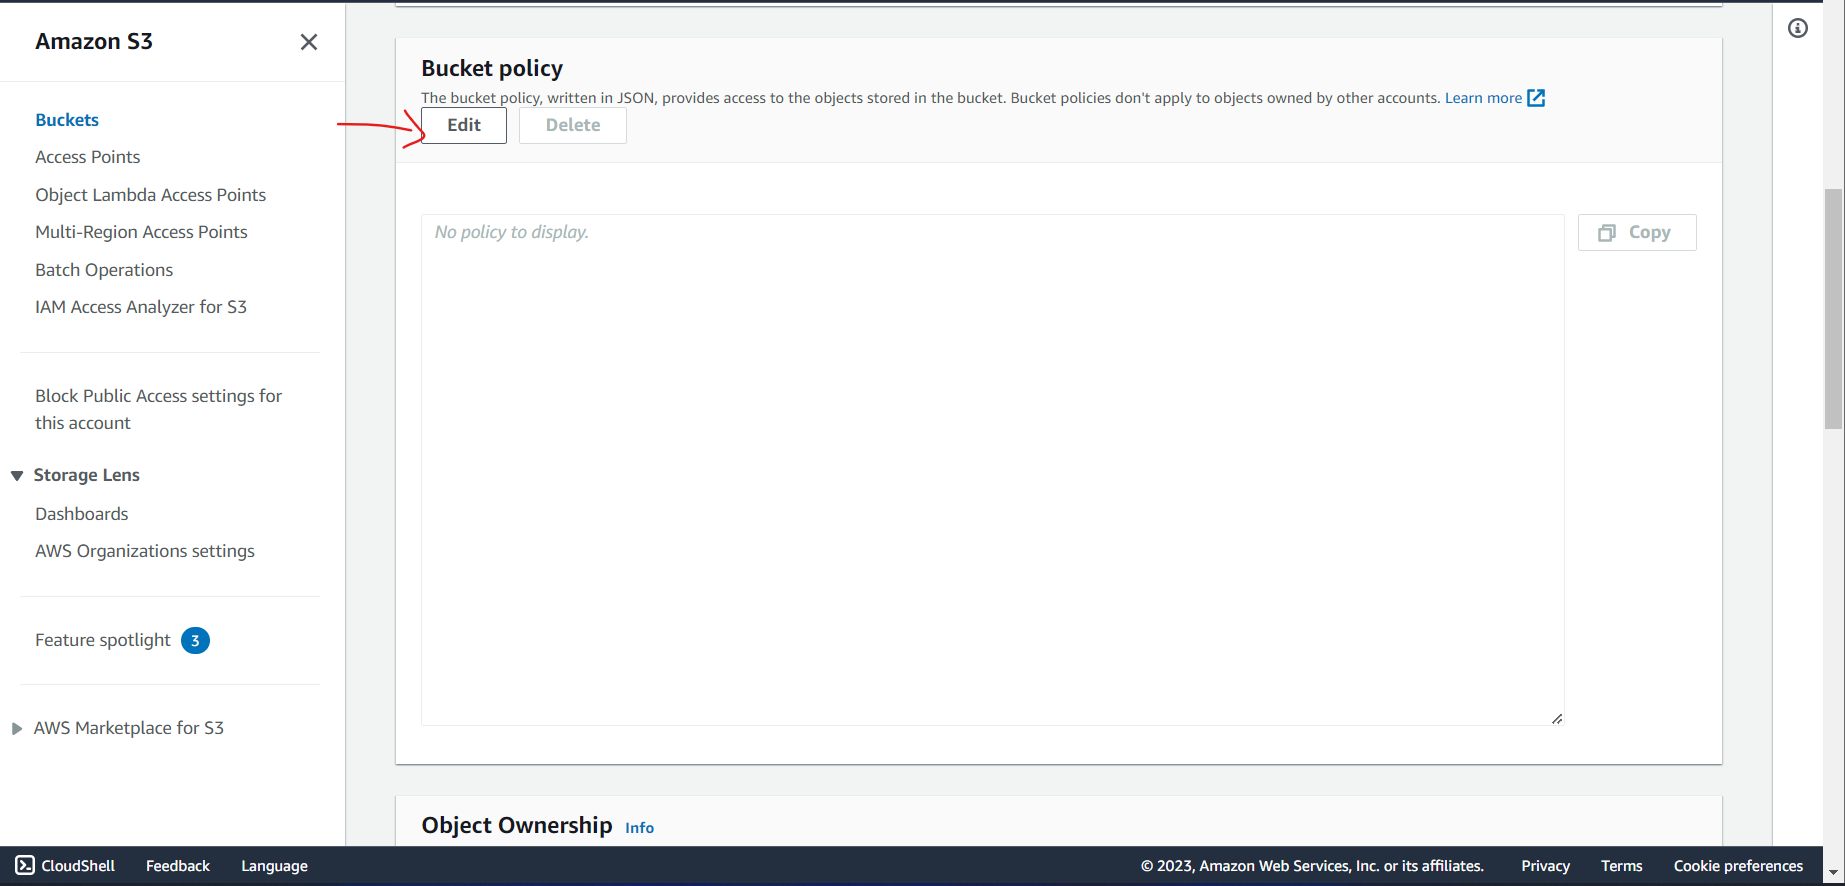 Amazon S3
Buckets
Access Points
Object Lambda Access Points
Multi-Region Access Points
Batch Operations
IAM Access Analyzer for S3
Block Public Access settings for
this account
Storage Lens
Dashboards
AWS Organizations settings
Feature spotlight 3
AWS Marketplace for S3
Bucket policy
The bucket policy, written in JSON, provides access to the objects stored in the bucket. Bucket policies don't apply to objects owned by other accounts. Learn more
Edit Delete
No policy to display.
Copy
Object Ownership Info
CloudShell Feedback Language © 2023, Amazon Web Services, Inc. or its affiliates. Privacy Terms Cookie preferences